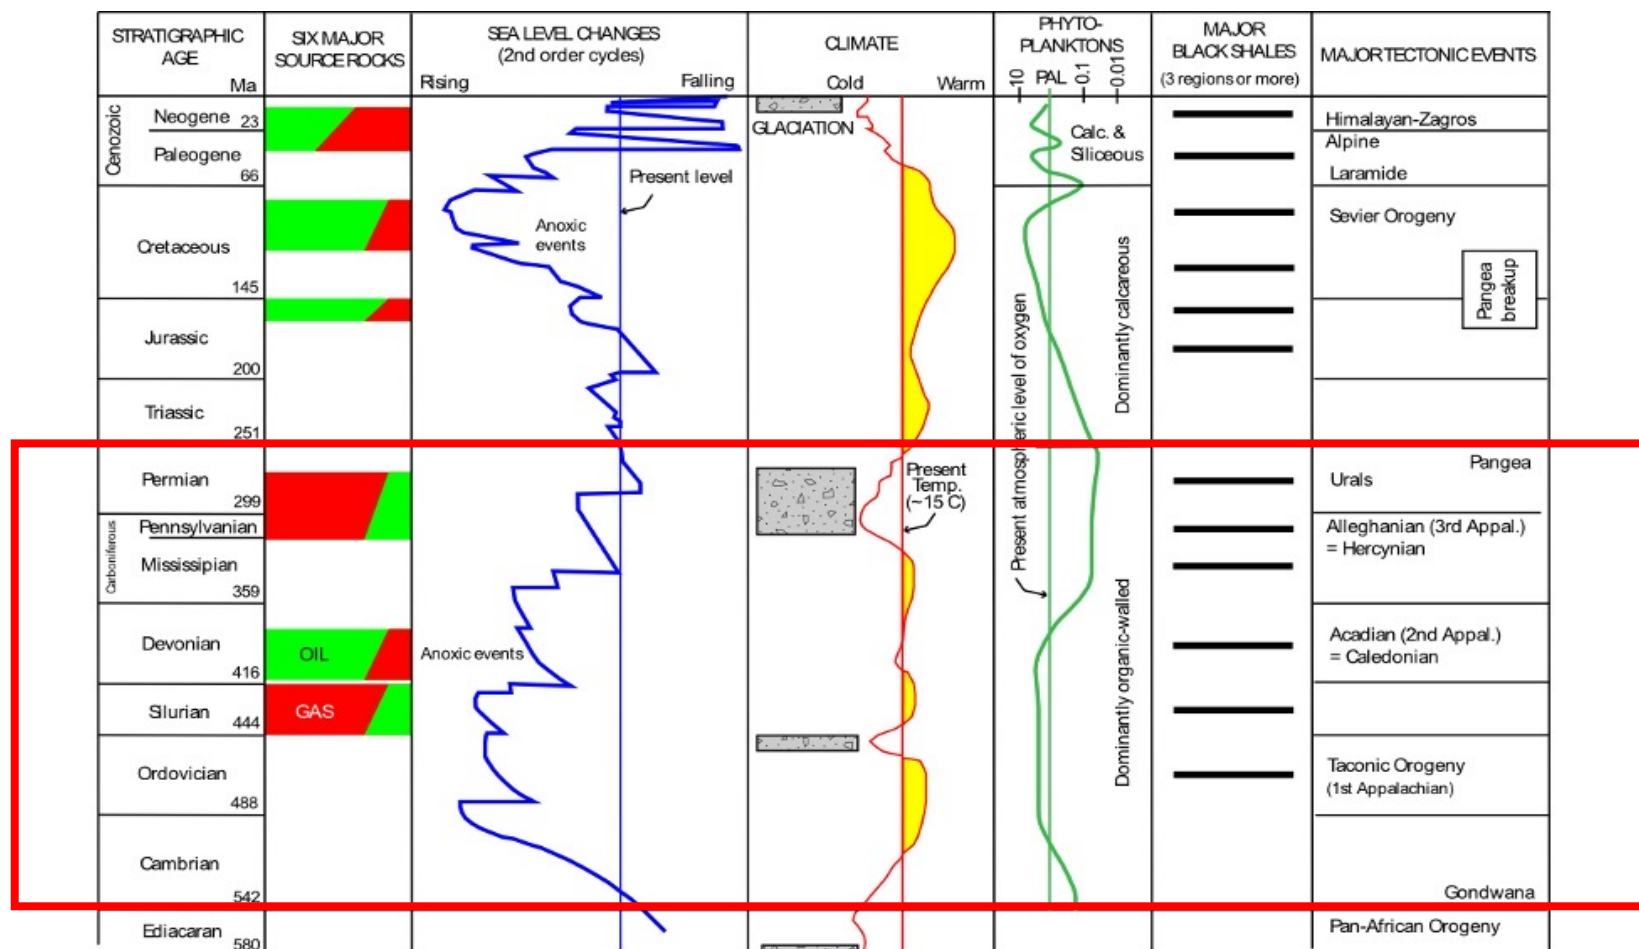 STRATIGRAPHIC
AGE
Ma
SIX MAJOR
SOURCE ROCKS
SEA LEVEL CHANGES
(2nd order cycles)
Rising
Falling
CLIMATE
Cold
Warm
PHYTO-
PLANKTONS
10
PAL
0.1
0.01
MAJOR
BLACK SHALES
(3 regions or more)
MAJOR TECTONIC EVENTS
Cenozoic
Neogene 23
Paleogene
66
Cretaceous
145
Jurassic
200
Triassic
251
Permian
299
Carboniferous
Pennsylvanian
Mississipian
359
Devonian
416
Silurian
444
Ordovician
488
Cambrian
542
Ediacaran
580
OIL
GAS
Present level
Anoxic
events
Anoxic events
GLACIATION
Present
Temp.
(~15 C)
Calc. &
Siliceous
Present atmospheric level of oxygen
Dominantly calcareous
Dominantly organic-walled
Himalayan-Zagros
Alpine
Laramide
Sevier Orogeny
Pangea
breakup
Pangea
Urals
Alleghanian (3rd Appal.)
= Hercynian
Acadian (2nd Appal.)
= Caledonian
Taconic Orogeny
(1st Appalachian)
Gondwana
Pan-African Orogeny